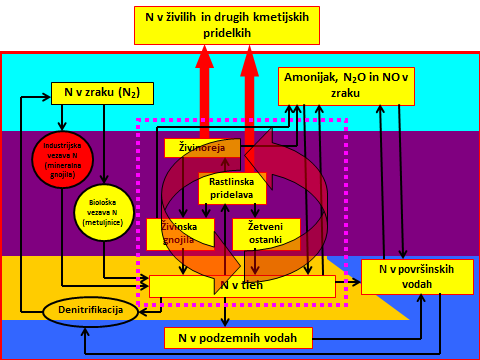 N v živilih in drugih kmetijskih
pridelkih
N v zraku (N₂)
Amonijak, N₂O in NO v
zraku
Industrijska
vezava N
(mineralna
gnojila)
Živinoreja
Rastlinska
pridelava
Biološka
vezava N
(metuljnice)
Živinska
gnojila
Žetveni
ostanki
N v tleh
N v površinskih
vodah
Denitrifikacija
N v podzemnih vodah